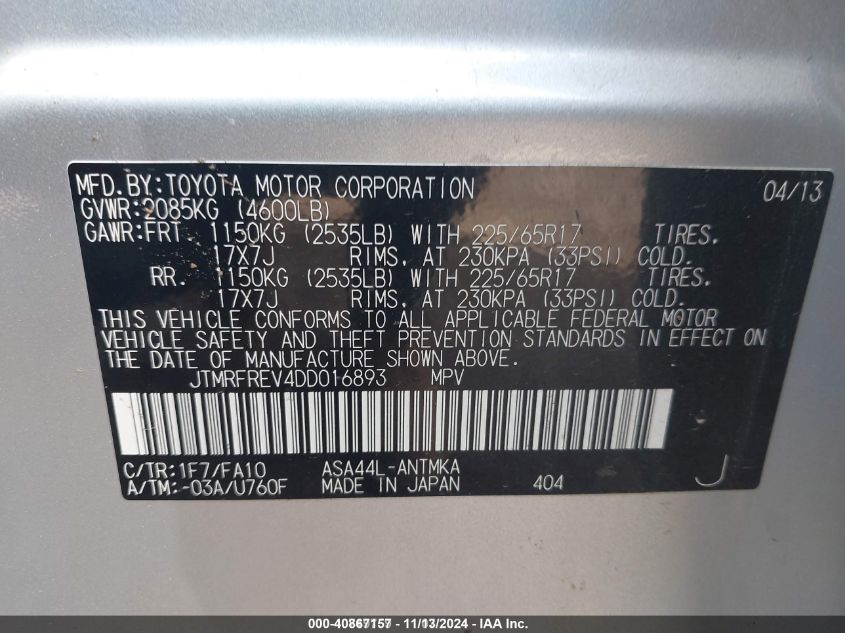 MFD.BY:TOYOTA MOTOR CORPORATION 04/13
GVWR:2085KG (4600LB)
GAWR:FRT. 1150KG (2535LB) WITH 225/65R17 TIRES.
17X7J RIMS, AT 230KPA (33PSI) COLD.
RR. 1150KG (2535LB) WITH 225/65R17 TIRES.
17X7J RIMS, AT 230KPA (33PSI) COLD.
THIS VEHICLE CONFORMS TO ALL APPLICABLE FEDERAL MOTOR
VEHICLE SAFETY AND THEFT PREVENTION STANDARDS IN EFFECT ON
THE DATE OF MANUFACTURE SHOWN ABOVE.
JTMRFREV4DD016893 MPV
C/TR:1F7/FA10 ASA44L-ANTMKA
A/TM:-03A/U760F MADE IN JAPAN 404 J
000-40867157 - 11/13/2024 - IAA Inc.